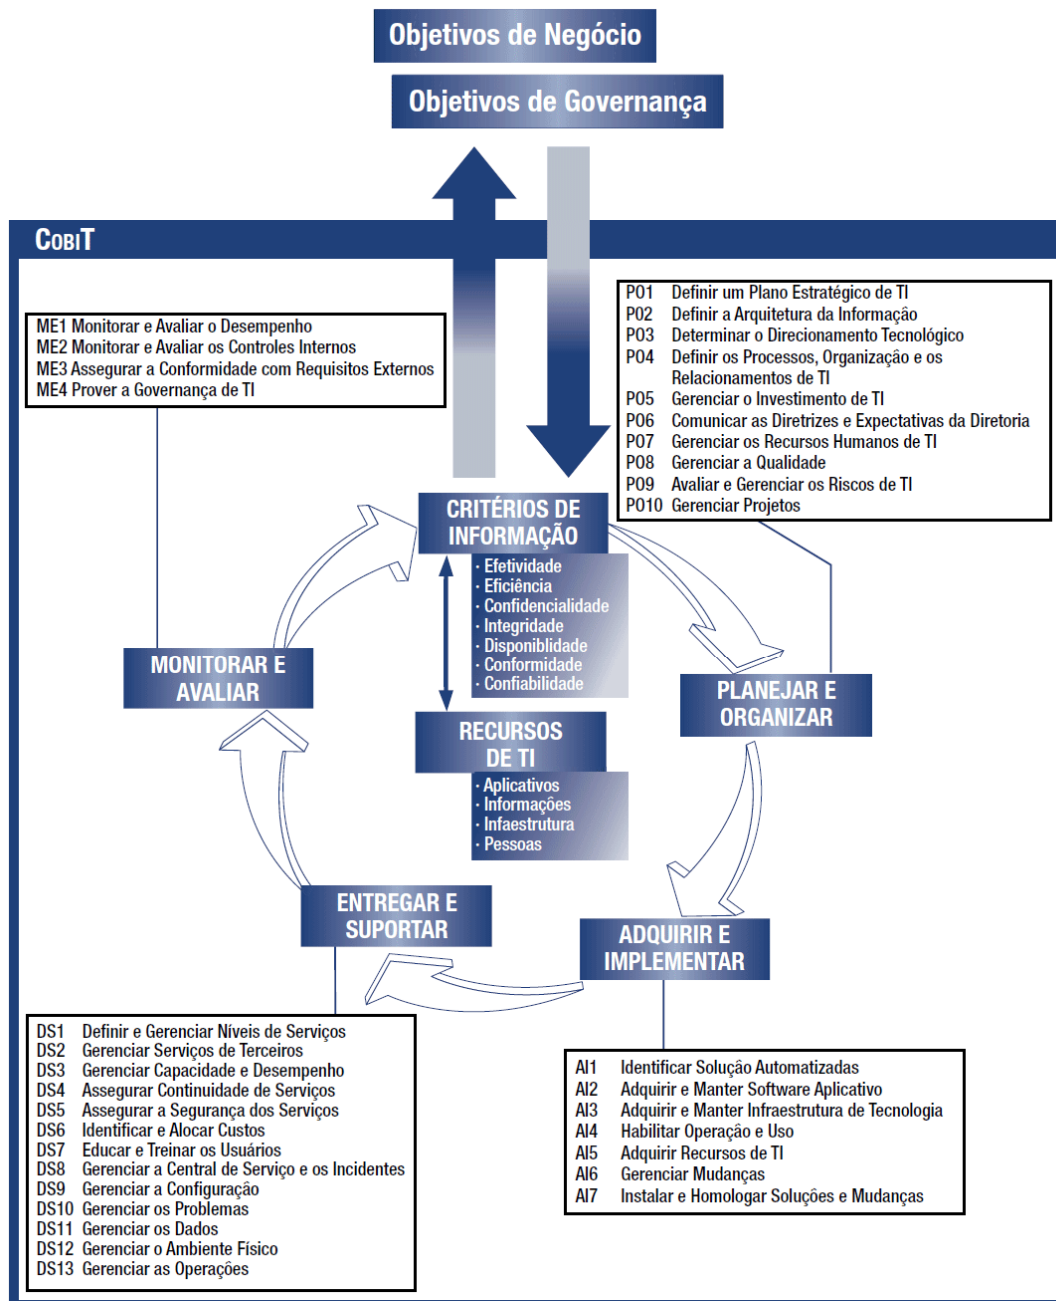 Objetivos de Negócio
Objetivos de Governança
COBIT
ME1 Monitorar e Avaliar o Desempenho
ME2 Monitorar e Avaliar os Controles Internos
ME3 Assegurar a Conformidade com Requisitos Externos
ME4 Prover a Governança de TI
PO1 Definir um Plano Estratégico de TI
PO2 Definir a Arquitetura da Informação
PO3 Determinar o Direcionamento Tecnológico
PO4 Definir os Processos, Organização e os
Relacionamentos de TI
PO5 Gerenciar o Investimento de TI
PO6 Comunicar as Diretrizes e Expectativas da Diretoria
PO7 Gerenciar os Recursos Humanos de TI
PO8 Gerenciar a Qualidade
PO9 Avaliar e Gerenciar os Riscos de TI
PO10 Gerenciar Projetos
CRITÉRIOS DE
INFORMAÇÃO
· Efetividade
· Eficiência
· Confidencialidade
· Integridade
· Disponiblidade
· Conformidade
· Confiabilidade
MONITORAR E
AVALIAR
PLANEJAR E
ORGANIZAR
RECURSOS
DE TI
· Aplicativos
· Informações
· Infaestrutura
· Pessoas
ENTREGAR E
SUPORTAR
ADQUIRIR E
IMPLEMENTAR
DS1 Definir e Gerenciar Níveis de Serviços
DS2 Gerenciar Serviços de Terceiros
DS3 Gerenciar Capacidade e Desempenho
DS4 Assegurar Continuidade de Serviços
DS5 Assegurar a Segurança dos Serviços
DS6 Identificar e Alocar Custos
DS7 Educar e Treinar os Usuários
DS8 Gerenciar a Central de Serviço e os Incidentes
DS9 Gerenciar a Configuração
DS10 Gerenciar os Problemas
DS11 Gerenciar os Dados
DS12 Gerenciar o Ambiente Físico
DS13 Gerenciar as Operações
AI1 Identificar Solução Automatizadas
AI2 Adquirir e Manter Software Aplicativo
AI3 Adquirir e Manter Infraestrutura de Tecnologia
AI4 Habilitar Operação e Uso
AI5 Adquirir Recursos de TI
AI6 Gerenciar Mudanças
AI7 Instalar e Homologar Soluções e Mudanças